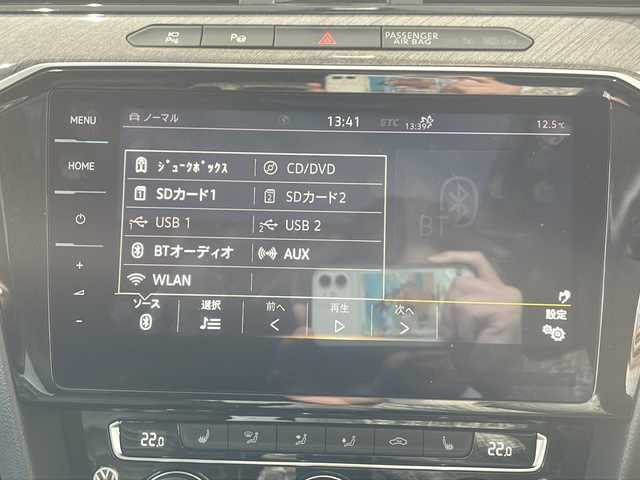 PASSENGER
AIR BAG
MENU
HOME
+
-
ノーマル
13:41
ETC
13:39
12.5℃
ｼﾞｭｰｸﾎﾞｯｸｽ
CD/DVD
SDカード1
SDカード2
USB 1
USB 2
BTオーディオ
AUX
WLAN
BT
ソース
選択
前へ
再生
次へ
設定
22.0
22.0